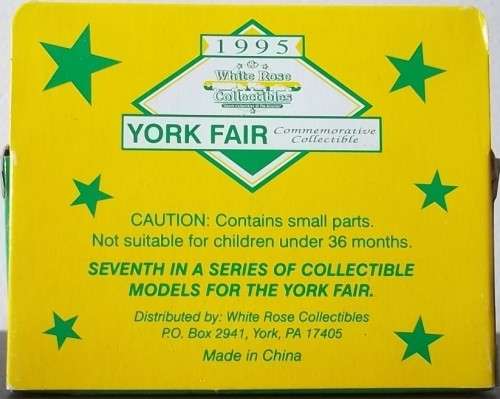 1995
White Rose
Collectibles
YORK FAIR Commemorative
Collectible
CAUTION: Contains small parts.
Not suitable for children under 36 months.
SEVENTH IN A SERIES OF COLLECTIBLE
MODELS FOR THE YORK FAIR.
Distributed by: White Rose Collectibles
P.O. Box 2941, York, PA 17405
Made in China